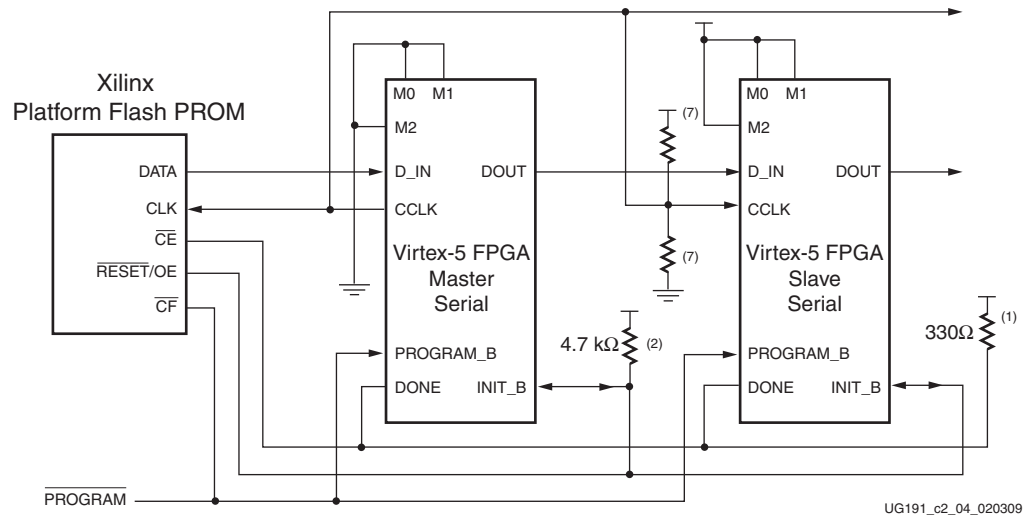 Xilinx
Platform Flash PROM
DATA
CLK
CE
RESET/OE
CF
M0 M1
M2
D_IN DOUT
CCLK
Virtex-5 FPGA
Master
Serial
PROGRAM_B
DONE INIT_B
(7)
(7)
4.7 kΩ (2)
M0 M1
M2
D_IN DOUT
CCLK
Virtex-5 FPGA
Slave
Serial
PROGRAM_B
DONE INIT_B
330Ω (1)
PROGRAM
UG191_c2_04_020309